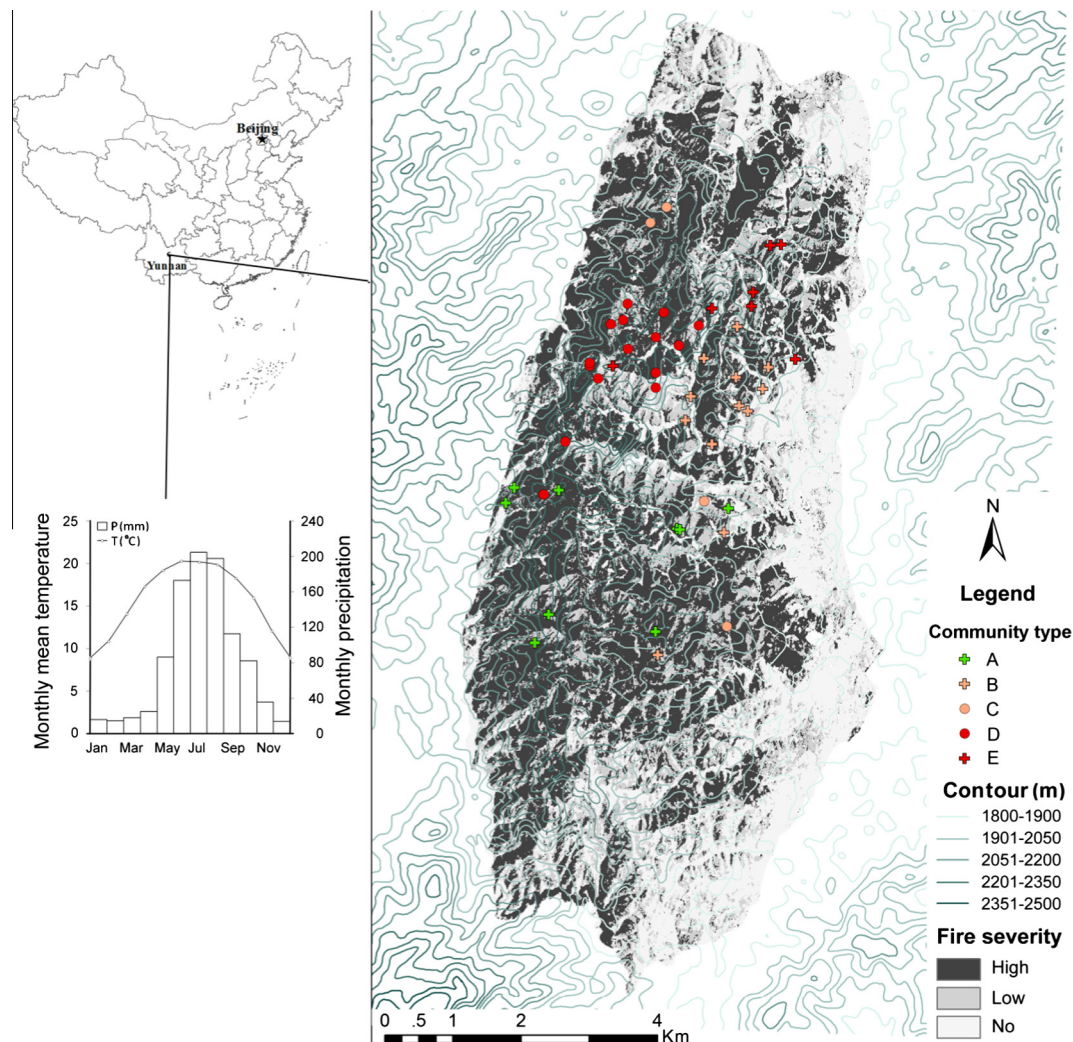 Beijing
Yunnan
N
Legend
Community type
A
B
C
D
E
Contour (m)
1800-1900
1901-2050
2051-2200
2201-2350
2351-2500
Fire severity
High
Low
No
0 .5 1 2 4
Km
Monthly mean temperature
25
20
15
10
5
0
P(mm)
T(°C)
240
200
160
120
80
40
0
Monthly precipitation
Jan Mar May Jul Sep Nov